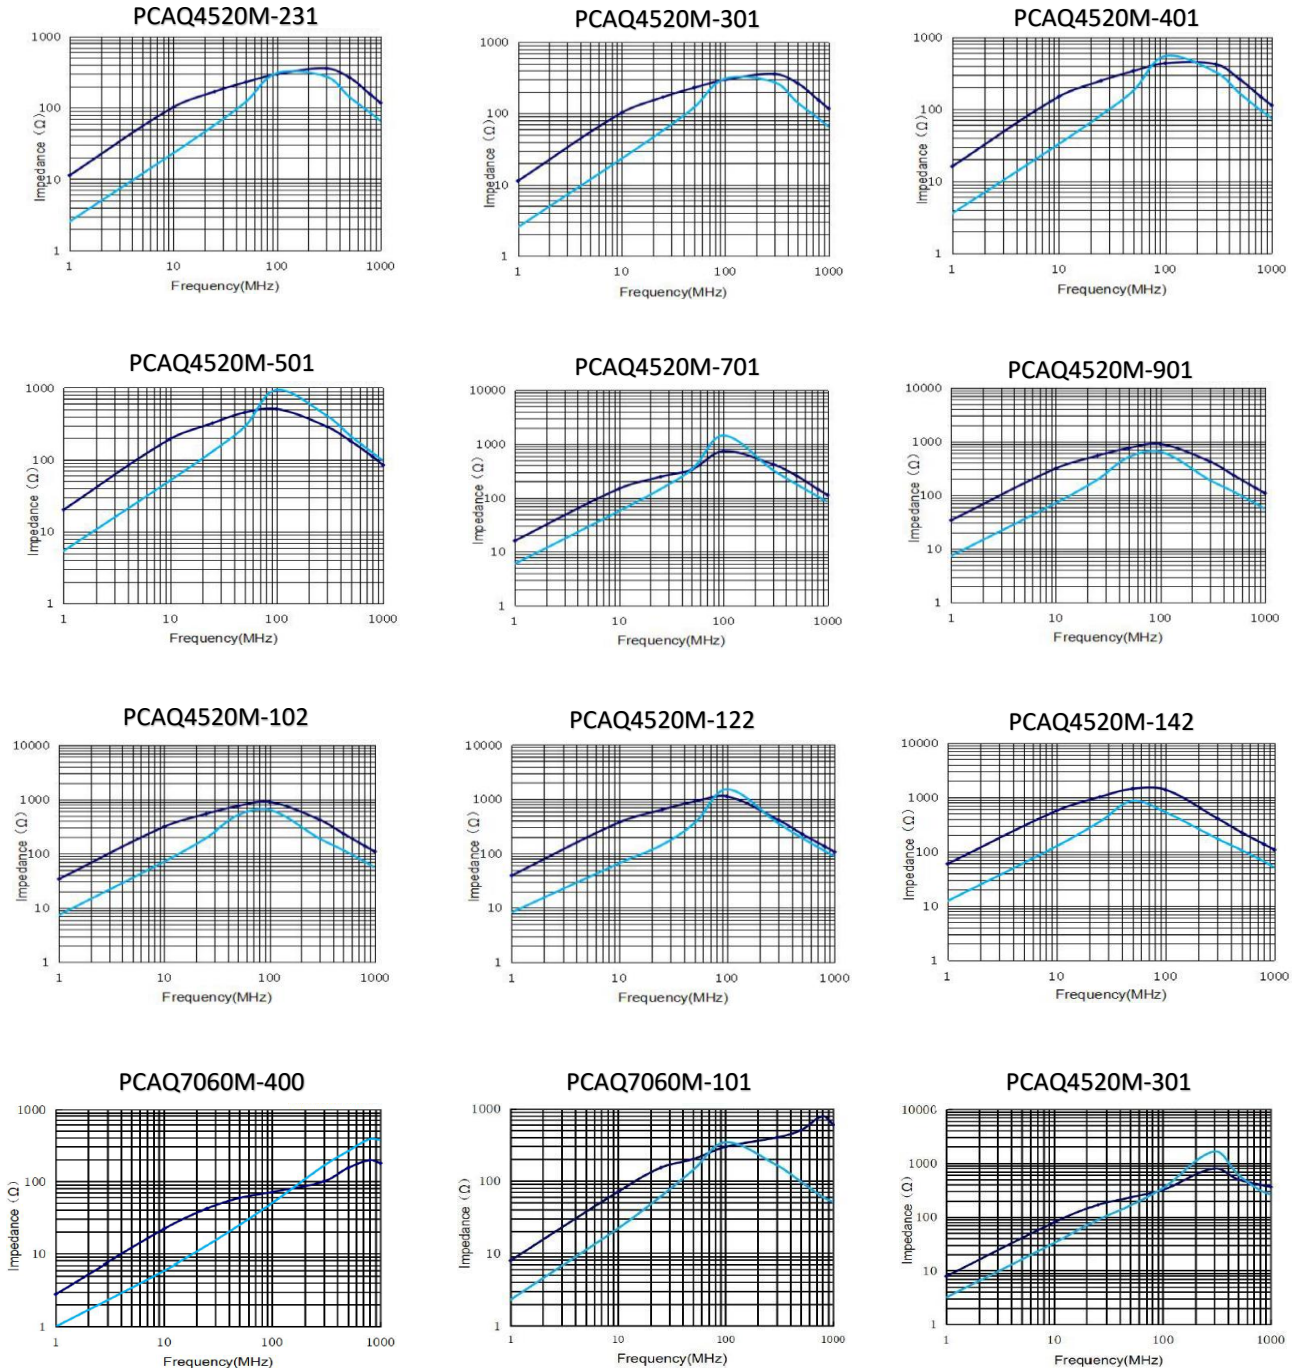 PCAQ4520M-231
1000
100
10
1
Impedance（Ω）
1 10 100 1000
Frequency(MHz)
PCAQ4520M-301
1000
100
10
1
Impedance（Ω）
1 10 100 1000
Frequency(MHz)
PCAQ4520M-401
1000
100
10
1
Impedance（Ω）
1 10 100 1000
Frequency(MHz)
PCAQ4520M-501
1000
100
10
1
Impedance（Ω）
1 10 100 1000
Frequency(MHz)
PCAQ4520M-701
10000
1000
100
10
1
Impedance（Ω）
1 10 100 1000
Frequency(MHz)
PCAQ4520M-901
10000
1000
100
10
1
Impedance（Ω）
1 10 100 1000
Frequency(MHz)
PCAQ4520M-102
10000
1000
100
10
1
Impedance（Ω）
1 10 100 1000
Frequency(MHz)
PCAQ4520M-122
10000
1000
100
10
1
Impedance（Ω）
1 10 100 1000
Frequency(MHz)
PCAQ4520M-142
10000
1000
100
10
1
Impedance（Ω）
1 10 100 1000
Frequency(MHz)
PCAQ7060M-400
1000
100
10
1
Impedance（Ω）
1 10 100 1000
Frequency(MHz)
PCAQ7060M-101
1000
100
10
1
Impedance（Ω）
1 10 100 1000
Frequency(MHz)
PCAQ4520M-301
10000
1000
100
10
1
Impedance（Ω）
1 10 100 1000
Frequency(MHz)